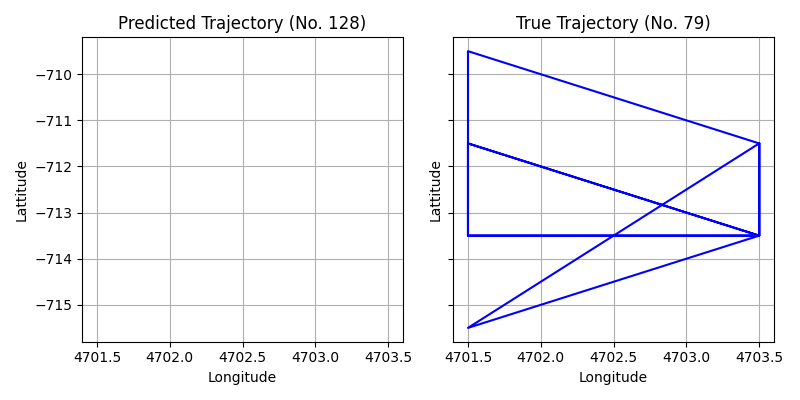 Predicted Trajectory (No. 128)
True Trajectory (No. 79)
Lattitude
−710
−711
−712
−713
−714
−715
4701.5 4702.0 4702.5 4703.0 4703.5
Longitude
Lattitude
4701.5 4702.0 4702.5 4703.0 4703.5
Longitude